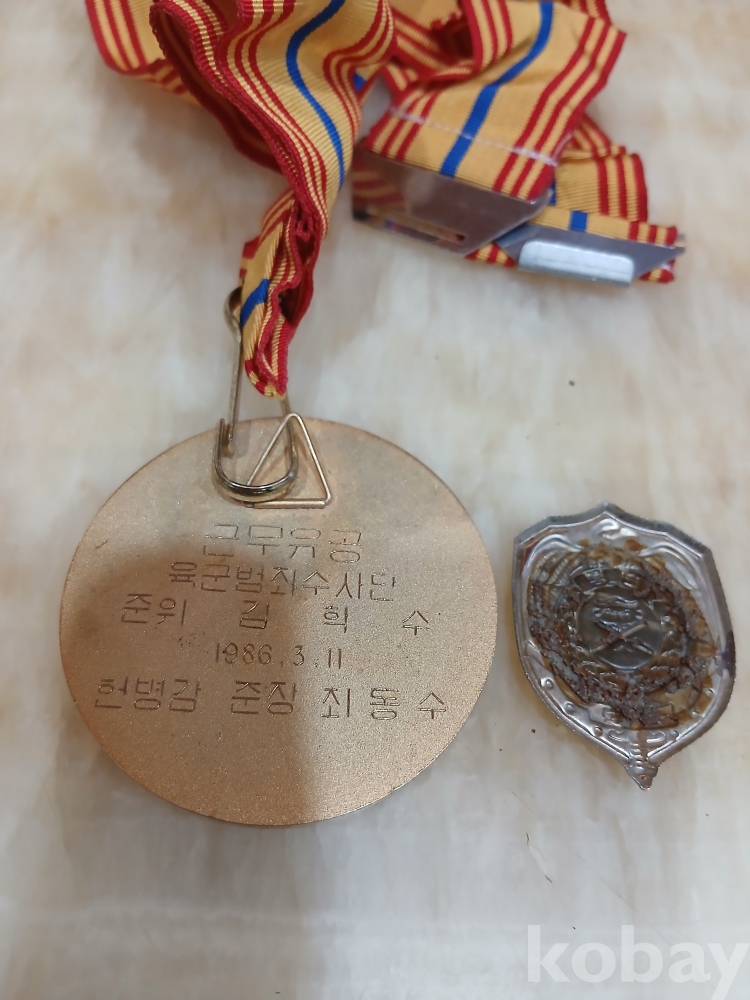 근무유공
육군범죄수사단
준위 김 희 수
1986.3.11
헌병감 준장 최동수
kobay